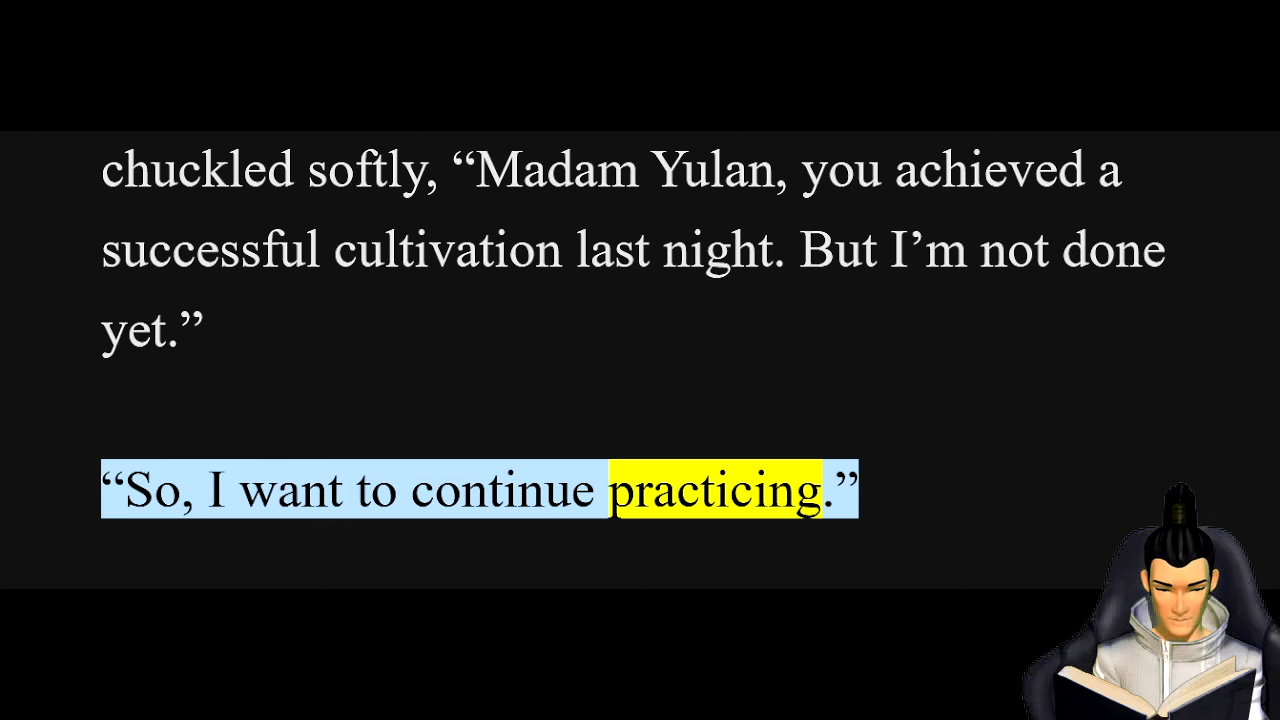 chuckled softly, “Madam Yulan, you achieved a
successful cultivation last night. But I’m not done
yet.”
“So, I want to continue practicing.”